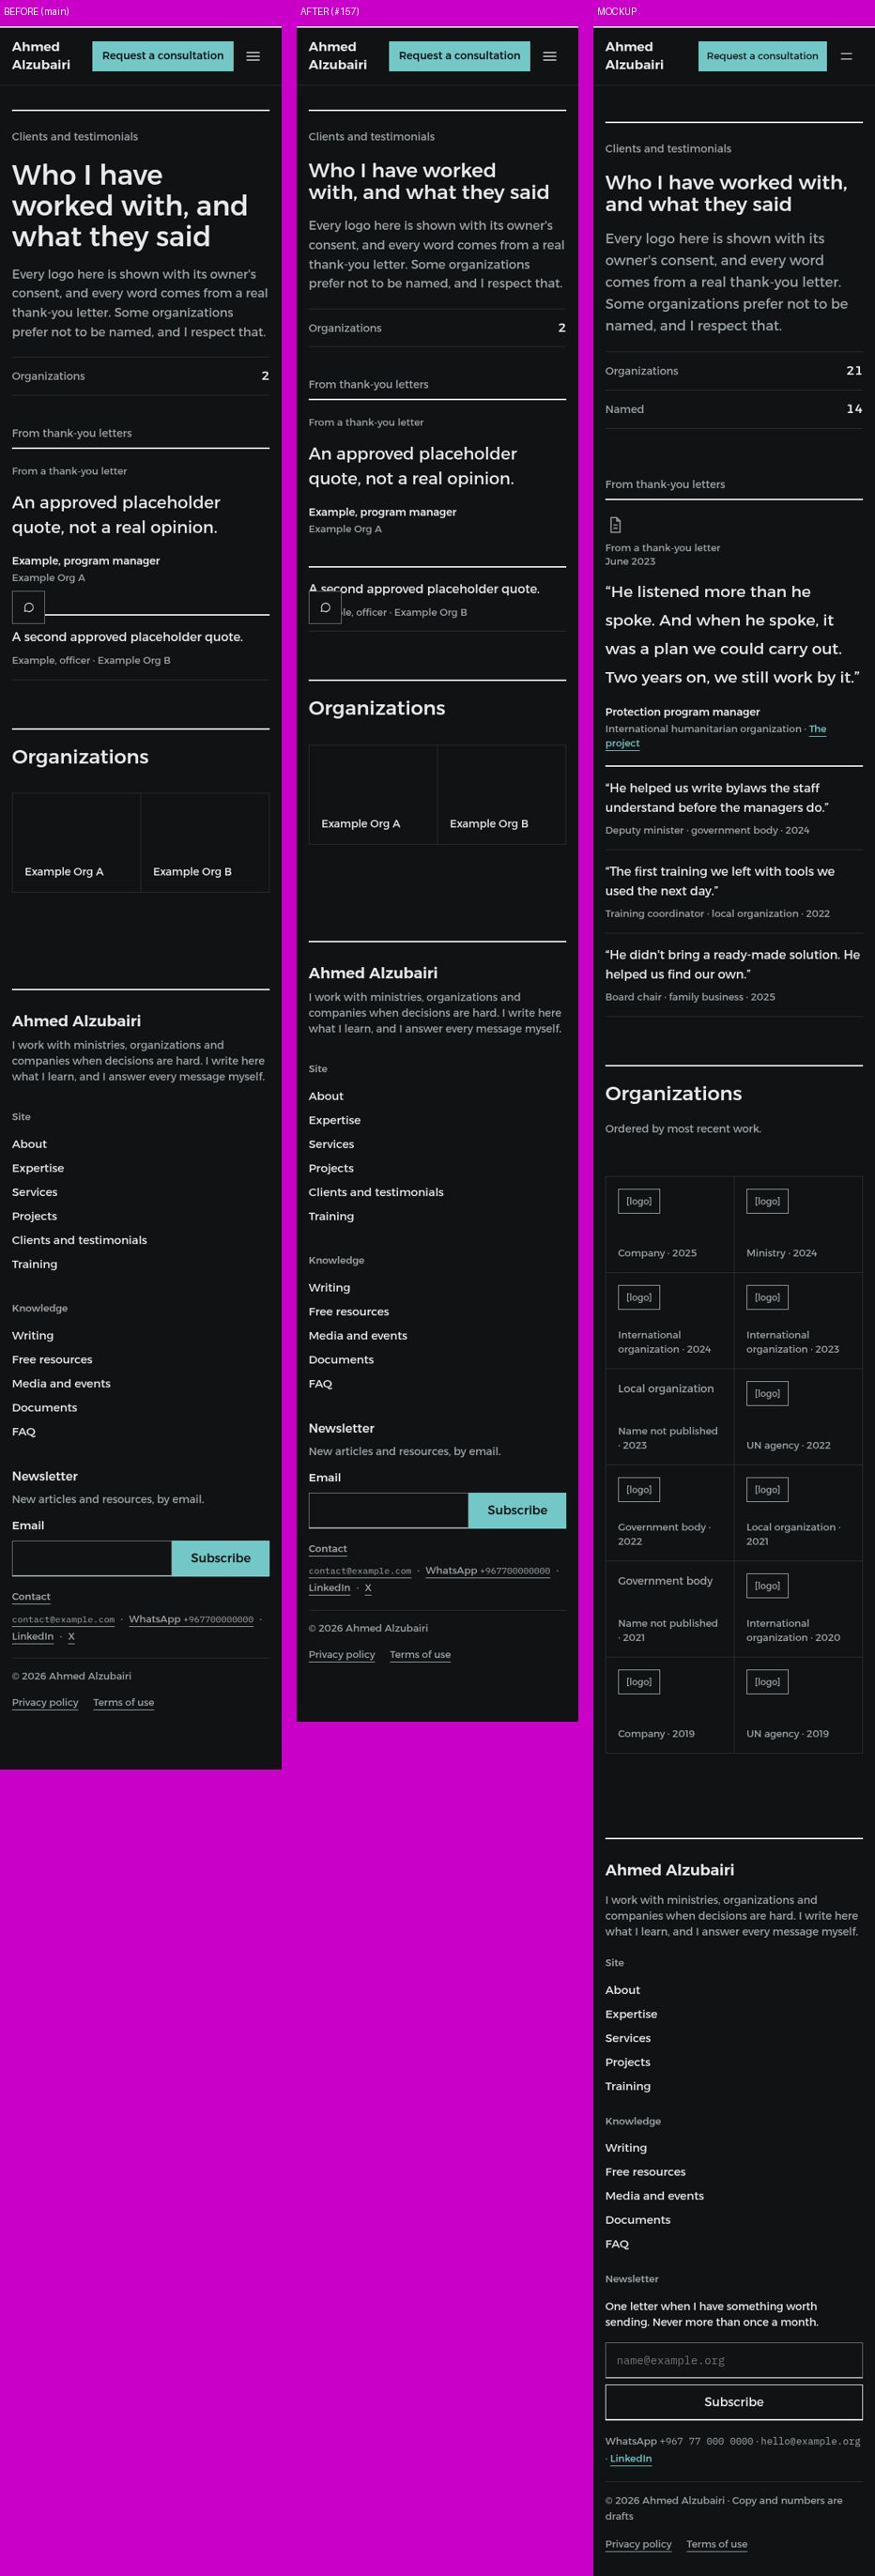 BEFORE (main)
Ahmed
Alzubairi
Request a consultation
Clients and testimonials
Who I have
worked with, and
what they said
Every logo here is shown with its owner's
consent, and every word comes from a real
thank-you letter. Some organizations
prefer not to be named, and I respect that.
Organizations 2
From thank-you letters
From a thank-you letter
An approved placeholder
quote, not a real opinion.
Example, program manager
Example Org A
A second approved placeholder quote.
Example, officer · Example Org B
Organizations
Example Org A
Example Org B
Ahmed Alzubairi
I work with ministries, organizations and
companies when decisions are hard. I write here
what I learn, and I answer every message myself.
Site
About
Expertise
Services
Projects
Clients and testimonials
Training
Knowledge
Writing
Free resources
Media and events
Documents
FAQ
Newsletter
New articles and resources, by email.
Email
Subscribe
Contact
contact@example.com · WhatsApp +967700000000 ·
LinkedIn · X
© 2026 Ahmed Alzubairi
Privacy policy Terms of use
AFTER (#157)
Ahmed
Alzubairi
Request a consultation
Clients and testimonials
Who I have worked
with, and what they said
Every logo here is shown with its owner's
consent, and every word comes from a real
thank-you letter. Some organizations
prefer not to be named, and I respect that.
Organizations 2
From thank-you letters
From a thank-you letter
An approved placeholder
quote, not a real opinion.
Example, program manager
Example Org A
A second approved placeholder quote.
le, officer · Example Org B
Organizations
Example Org A
Example Org B
Ahmed Alzubairi
I work with ministries, organizations and
companies when decisions are hard. I write here
what I learn, and I answer every message myself.
Site
About
Expertise
Services
Projects
Clients and testimonials
Training
Knowledge
Writing
Free resources
Media and events
Documents
FAQ
Newsletter
New articles and resources, by email.
Email
Subscribe
Contact
contact@example.com · WhatsApp +967700000000 ·
LinkedIn · X
© 2026 Ahmed Alzubairi
Privacy policy Terms of use
MOCKUP
Ahmed
Alzubairi
Request a consultation
Clients and testimonials
Who I have worked with,
and what they said
Every logo here is shown with its
owner's consent, and every word
comes from a real thank-you letter.
Some organizations prefer not to be
named, and I respect that.
Organizations 21
Named 14
From thank-you letters
From a thank-you letter
June 2023
“He listened more than he
spoke. And when he spoke, it
was a plan we could carry out.
Two years on, we still work by it.”
Protection program manager
International humanitarian organization · The
project
“He helped us write bylaws the staff
understand before the managers do.”
Deputy minister · government body · 2024
“The first training we left with tools we
used the next day.”
Training coordinator · local organization · 2022
“He didn't bring a ready-made solution. He
helped us find our own.”
Board chair · family business · 2025
Organizations
Ordered by most recent work.
[logo]
Company · 2025
[logo]
Ministry · 2024
[logo]
International
organization · 2024
[logo]
International
organization · 2023
Local organization
Name not published
· 2023
[logo]
UN agency · 2022
[logo]
Government body ·
2022
[logo]
Local organization ·
2021
Government body
Name not published
· 2021
[logo]
International
organization · 2020
[logo]
Company · 2019
[logo]
UN agency · 2019
Ahmed Alzubairi
I work with ministries, organizations and
companies when decisions are hard. I write here
what I learn, and I answer every message myself.
Site
About
Expertise
Services
Projects
Training
Knowledge
Writing
Free resources
Media and events
Documents
FAQ
Newsletter
One letter when I have something worth
sending. Never more than once a month.
name@example.org
Subscribe
WhatsApp +967 77 000 0000 · hello@example.org
· LinkedIn
© 2026 Ahmed Alzubairi · Copy and numbers are
drafts
Privacy policy Terms of use